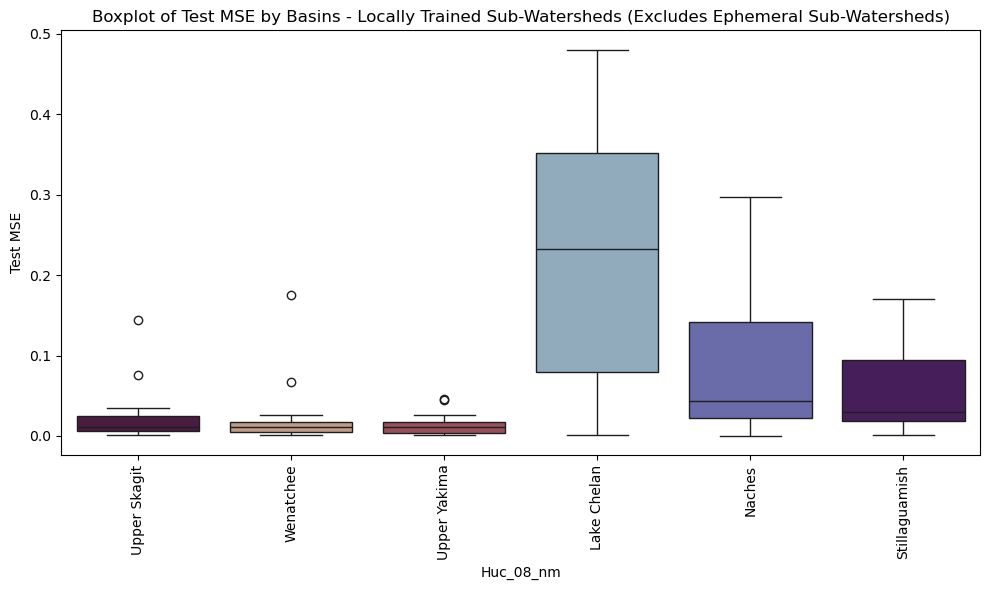 Boxplot of Test MSE by Basins - Locally Trained Sub-Watersheds (Excludes Ephemeral Sub-Watersheds)
0.5
0.4
0.3
0.2
0.1
0.0
Test MSE
Upper Skagit
Wenatchee
Upper Yakima
Lake Chelan
Naches
Stillaguamish
Huc_08_nm